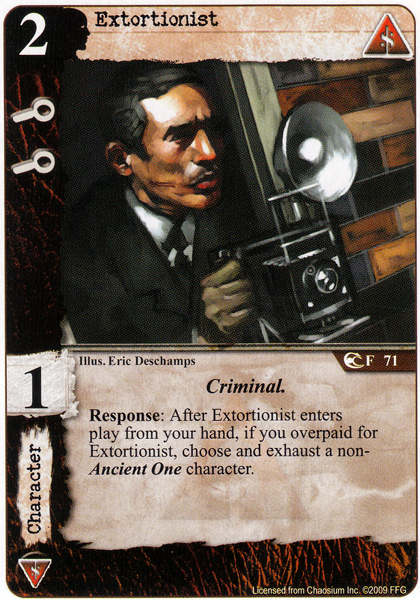 2
Extortionist
Illus. Eric Deschamps
F 71
1
Criminal.
Response: After Extortionist enters
play from your hand, if you overpaid for
Extortionist, choose and exhaust a non-
Ancient One character.
Character
Licensed from Chaosium Inc. ©2009 FFG